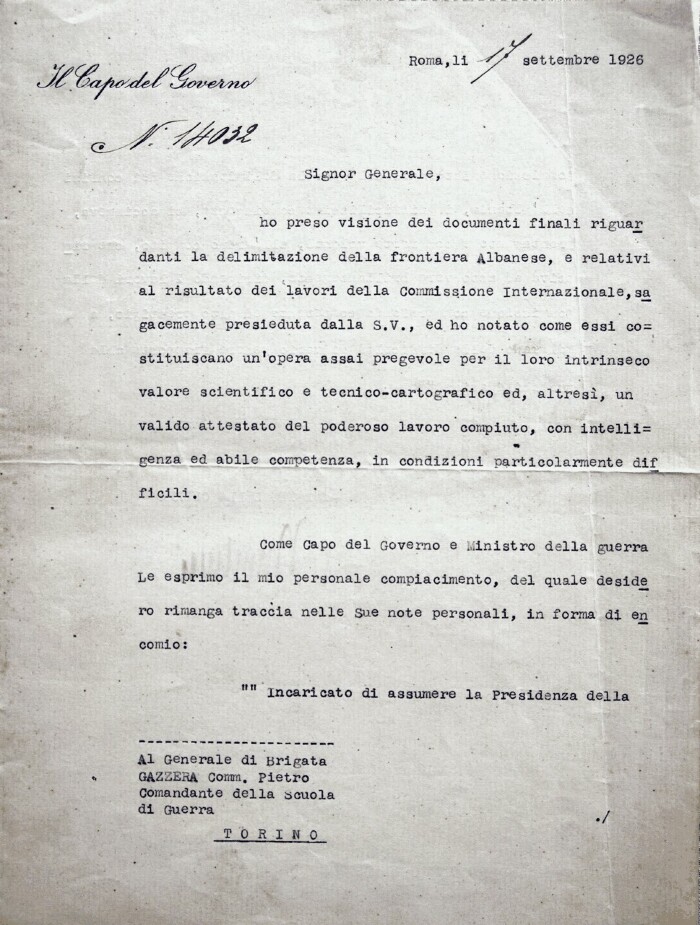 Roma,li 17 settembre 1926
Il Capo del Governo
N. 14032
Signor Generale,
ho preso visione dei documenti finali riguar
danti la delimitazione della frontiera Albanese, e relativi
al risultato dei lavori della Commissione Internazionale,sa
gacemente presieduta dalla S.V., ed ho notato come essi co=
stituiscano un'opera assai pregevole per il loro intrinseco
valore scientifico e tecnico-cartografico ed, altresì, un
valido attestato del poderoso lavoro compiuto, con intelli=
genza ed abile competenza, in condizioni particolarmente dif
ficili.
Come Capo del Governo e Ministro della guerra
Le esprimo il mio personale compiacimento, del quale deside
ro rimanga traccia nelle Sue note personali, in forma di en
comio:
"" Incaricato di assumere la Presidenza della
-----------------------
Al Generale di Brigata
GAZZERA Comm. Pietro
Comandante della Scuola
di Guerra
T O R I N O
./